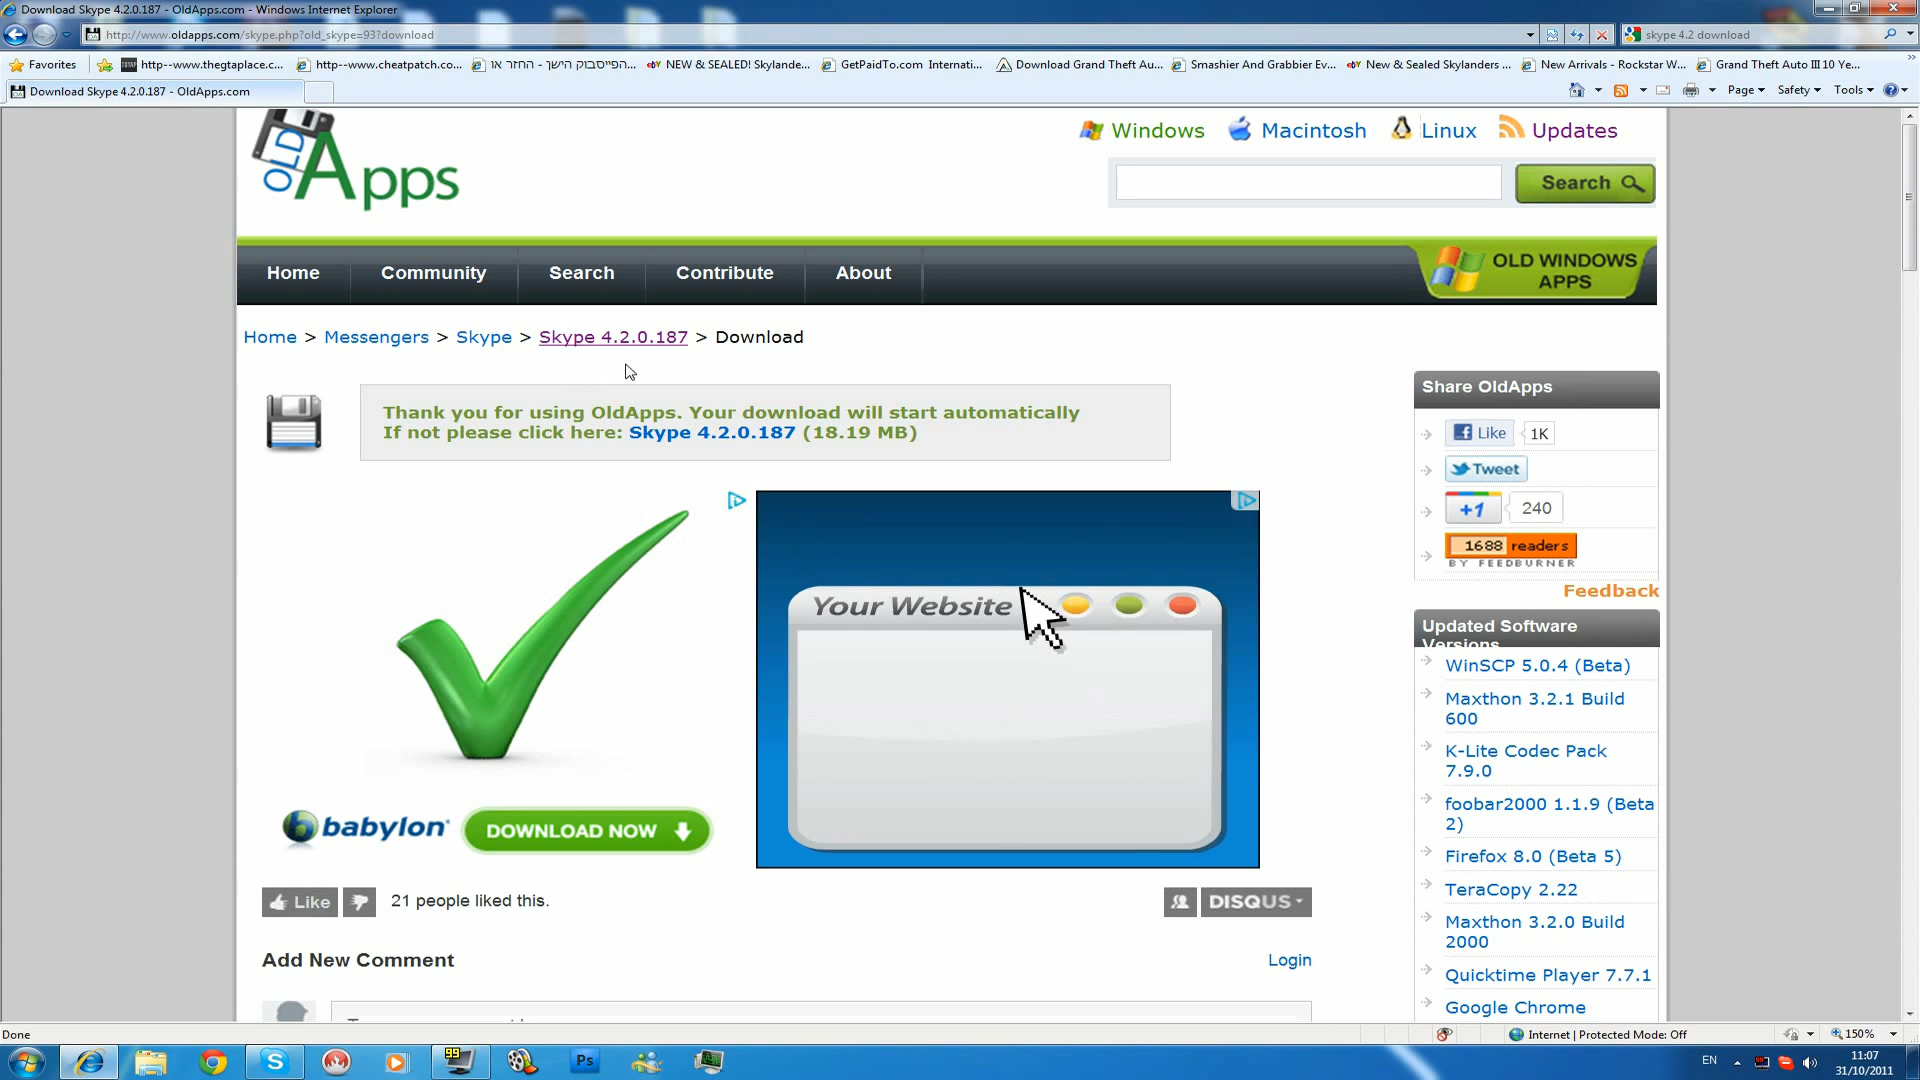 Download Skype 4.2.0.187 - OldApps.com - Windows Internet Explorer
http://www.oldapps.com/skype.php?old_skype=93?download
skype 4.2 download
Favorites
http--www.thegtaplace.c...
http--www.cheatpatch.co...
הפייסבוק הישך - החזר או...
NEW & SEALED! Skylande...
GetPaidTo.com Internati...
Download Grand Theft Au...
Smashier And Grabbier Ev...
New & Sealed Skylanders ...
New Arrivals - Rockstar W...
Grand Theft Auto III 10 Ye...
Download Skype 4.2.0.187 - OldApps.com
Page
Safety
Tools
OLD Apps
Windows
Macintosh
Linux
Updates
Search
Home
Community
Search
Contribute
About
OLD WINDOWS
APPS
Home > Messengers > Skype > Skype 4.2.0.187 > Download
Thank you for using OldApps. Your download will start automatically
If not please click here: Skype 4.2.0.187 (18.19 MB)
Share OldApps
Like 1K
Tweet
+1 240
1688 readers
BY FEEDBURNER
Feedback
Your Website
babylon
DOWNLOAD NOW
Updated Software
Versions
WinSCP 5.0.4 (Beta)
Maxthon 3.2.1 Build
600
K-Lite Codec Pack
7.9.0
foobar2000 1.1.9 (Beta
2)
Firefox 8.0 (Beta 5)
TeraCopy 2.22
Maxthon 3.2.0 Build
2000
Quicktime Player 7.7.1
Google Chrome
Like
21 people liked this.
DISQUS
Add New Comment
Login
Done
Internet | Protected Mode: Off
150%
99
Ps
EN
11:07
31/10/2011